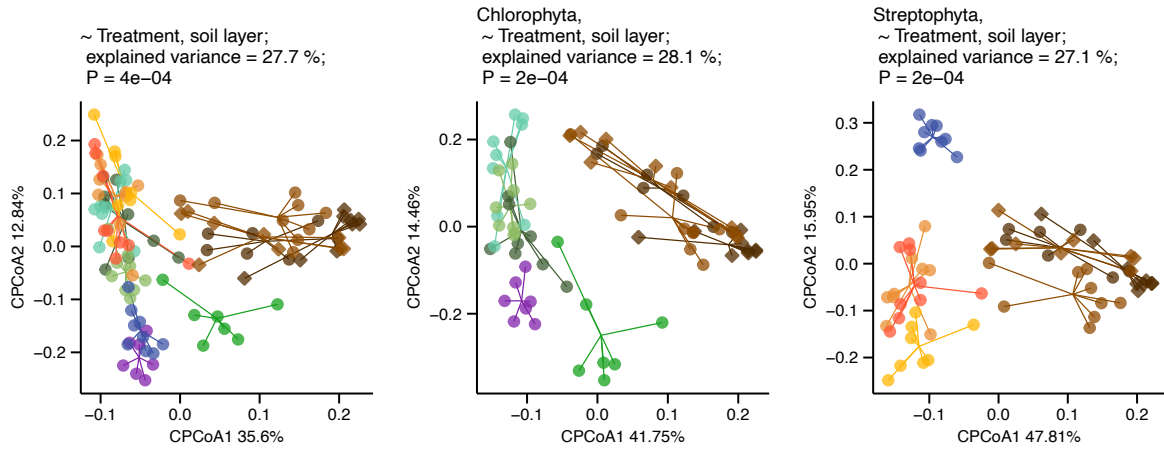 ~ Treatment, soil layer;
explained variance = 27.7 %;
P = 4e−04
0.2
0.1
0.0
−0.1
−0.2
−0.1
0.0
0.1
0.2
CPCoA2 12.84%
CPCoA1 35.6%
Chlorophyta,
~ Treatment, soil layer;
explained variance = 28.1 %;
P = 2e−04
0.2
0.0
−0.2
−0.1
0.0
0.1
0.2
CPCoA2 14.46%
CPCoA1 41.75%
Streptophyta,
~ Treatment, soil layer;
explained variance = 27.1 %;
P = 2e−04
0.3
0.2
0.1
0.0
−0.1
−0.2
−0.1
0.0
0.1
0.2
CPCoA2 15.95%
CPCoA1 47.81%